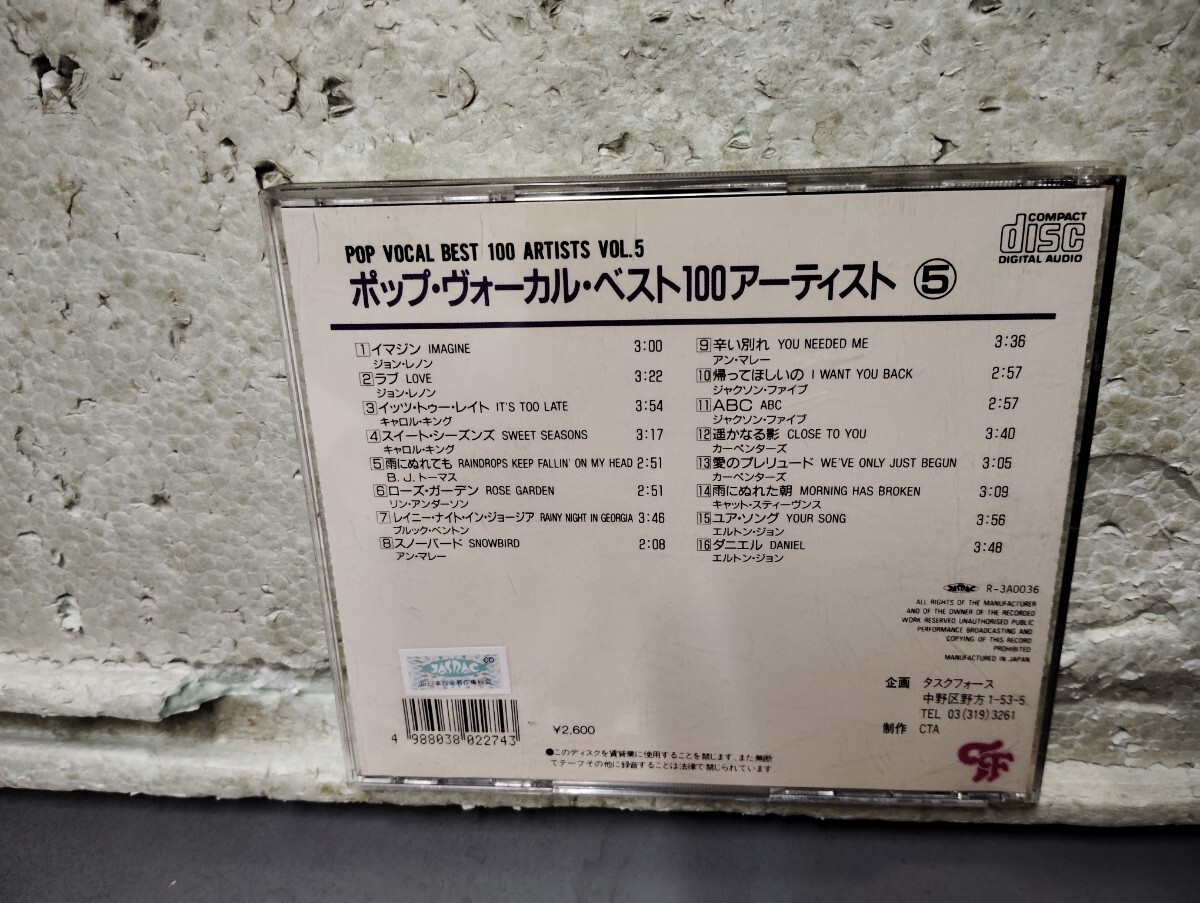 POP VOCAL BEST 100 ARTISTS VOL.5
ポップ・ヴォーカル・ベスト100アーティスト ⑤
COMPACT
disc
DIGITAL AUDIO
1 イマジン IMAGINE 3:00
ジョン・レノン
2 ラブ LOVE 3:22
ジョン・レノン
3 イッツ・トゥー・レイト IT'S TOO LATE 3:54
キャロル・キング
4 スイート・シーズンズ SWEET SEASONS 3:17
キャロル・キング
5 雨にぬれても RAINDROPS KEEP FALLIN' ON MY HEAD 2:51
B.J.トーマス
6 ローズ・ガーデン ROSE GARDEN 2:51
リン・アンダーソン
7 レイニー・ナイト・イン・ジョージア RAINY NIGHT IN GEORGIA 3:46
ブルック・ベントン
8 スノーバード SNOWBIRD 2:08
アン・マレー
9 辛い別れ YOU NEEDED ME 3:36
アン・マレー
10 帰ってほしいの I WANT YOU BACK 2:57
ジャクソン・ファイブ
11 ABC ABC 2:57
ジャクソン・ファイブ
12 遥かなる影 CLOSE TO YOU 3:40
カーペンターズ
13 愛のプレリュード WE'VE ONLY JUST BEGUN 3:05
カーペンターズ
14 雨にぬれた朝 MORNING HAS BROKEN 3:09
キャット・スティーヴンス
15 ユア・ソング YOUR SONG 3:56
エルトン・ジョン
16 ダニエル DANIEL 3:48
エルトン・ジョン
JASRAC R-3A0036
ALL RIGHTS OF THE MANUFACTURER
AND OF THE OWNER OF THE RECORDED
WORK RESERVED UNAUTHORISED PUBLIC
PERFORMANCE BROADCASTING AND
COPYING OF THIS RECORD
PROHIBITED
MANUFACTURED IN JAPAN
企画 タスクフォース
中野区野方1-53-5
TEL 03(319)3261
制作 CTA
CD
JASRAC
日本音楽著作権協会
4 988038 022743
¥2,600
●このディスクを賃貸業に使用することを禁じます。また無断
でテープその他に録音することは法律で禁じられています